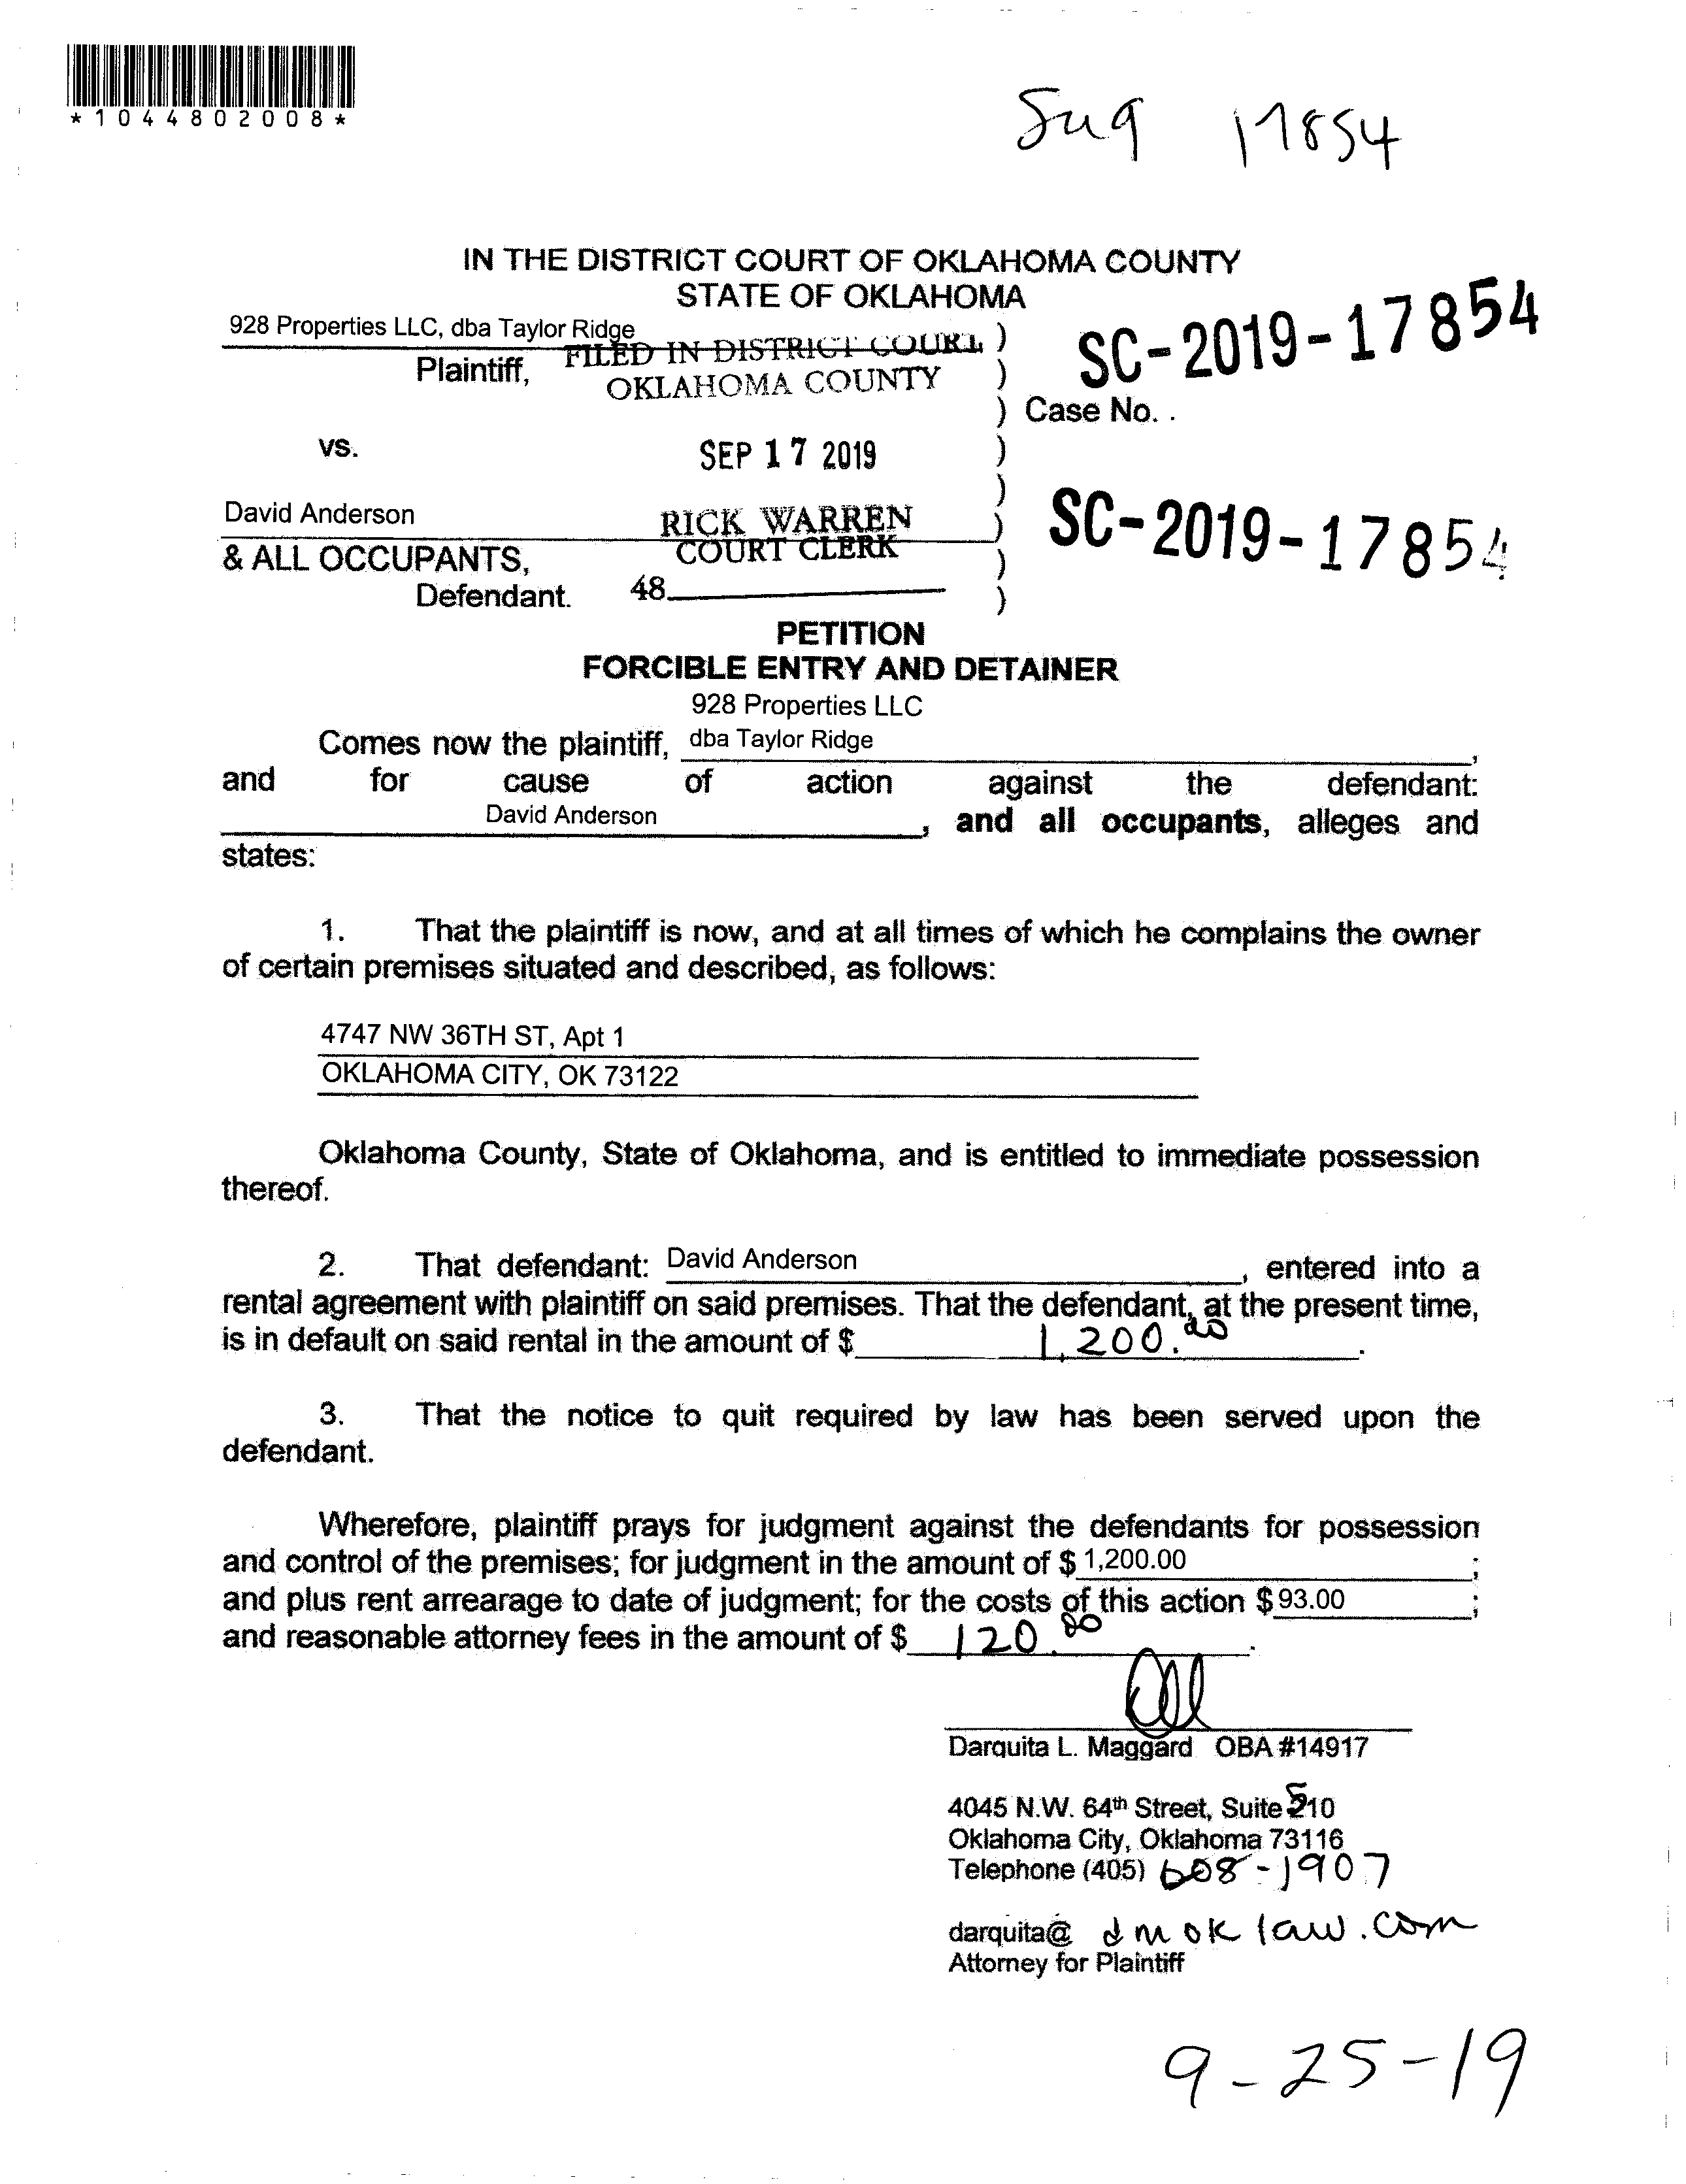 *1044802008*
17854
IN THE DISTRICT COURT OF OKLAHOMA COUNTY
STATE OF OKLAHOMA
928 Properties LLC, dba Taylor Ridge )
FILED IN DISTRICT COURT
Plaintiff, )
OKLAHOMA COUNTY
SC-2019-17854
) Case No. .
vs. )
SEP 17 2019
)
David Anderson )
RICK WARREN
COURT CLERK
SC-2019-17854
& ALL OCCUPANTS, )
Defendant. )
48
PETITION
FORCIBLE ENTRY AND DETAINER
928 Properties LLC
Comes now the plaintiff, dba Taylor Ridge,
and for cause of action against the defendant:
David Anderson, and all occupants, alleges and
states:
1. That the plaintiff is now, and at all times of which he complains the owner
of certain premises situated and described, as follows:
4747 NW 36TH ST, Apt 1
OKLAHOMA CITY, OK 73122
Oklahoma County, State of Oklahoma, and is entitled to immediate possession
thereof.
2. That defendant: David Anderson, entered into a
rental agreement with plaintiff on said premises. That the defendant, at the present time,
is in default on said rental in the amount of $ 1,200.00.
3. That the notice to quit required by law has been served upon the
defendant.
Wherefore, plaintiff prays for judgment against the defendants for possession
and control of the premises; for judgment in the amount of $ 1,200.00;
and plus rent arrearage to date of judgment; for the costs of this action $ 93.00;
and reasonable attorney fees in the amount of $ 120.00.
Darquita L. Maggard OBA #14917
4045 N.W. 64th Street, Suite 510
Oklahoma City, Oklahoma 73116
Telephone (405) 608-1907
darquita@ dmoklaw.com
Attorney for Plaintiff
9-25-19